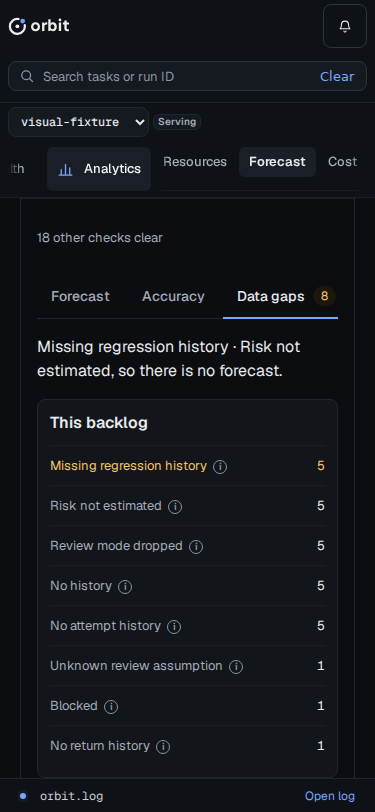 orbit
Search tasks or run ID
Clear
visual-fixture
Serving
lth
Analytics
Resources
Forecast
Cost
18 other checks clear
Forecast
Accuracy
Data gaps
8
Missing regression history · Risk not
estimated, so there is no forecast.
This backlog
Missing regression history
5
Risk not estimated
5
Review mode dropped
5
No history
5
No attempt history
5
Unknown review assumption
1
Blocked
1
No return history
1
orbit.log
Open log